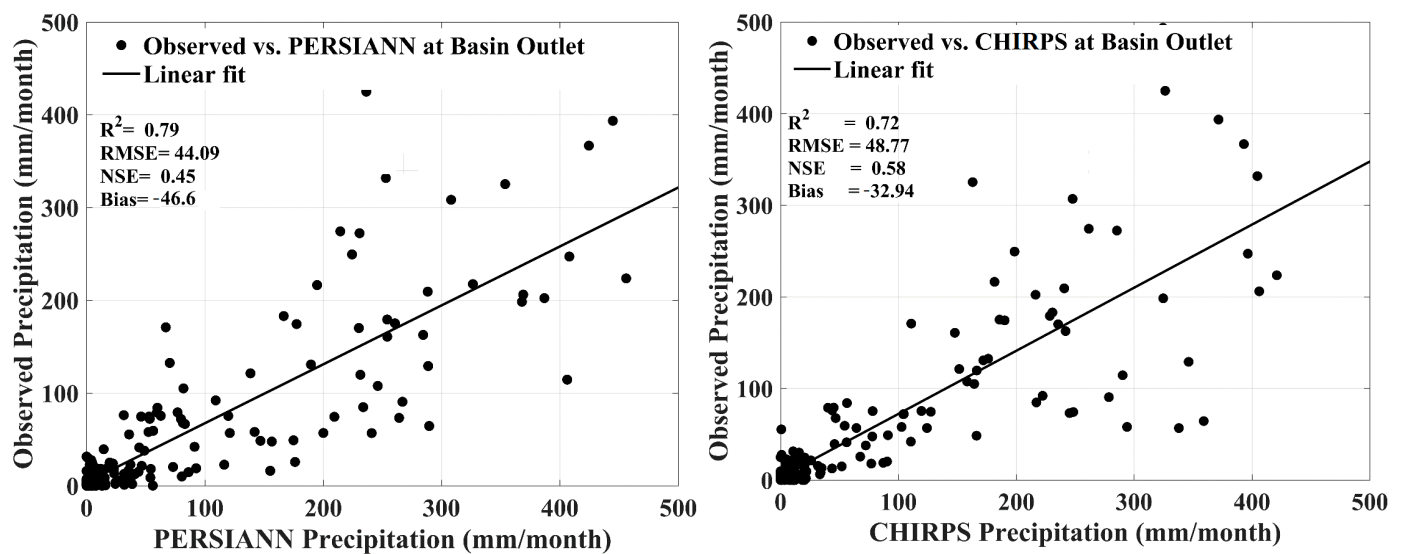 500
400
300
200
100
0
Observed Precipitation (mm/month)
Observed vs. PERSIANN at Basin Outlet
Linear fit
R2= 0.79
RMSE= 44.09
NSE= 0.45
Bias= -46.6
0 100 200 300 400 500
PERSIANN Precipitation (mm/month)
500
400
300
200
100
0
Observed Precipitation (mm/month)
Observed vs. CHIRPS at Basin Outlet
Linear fit
R2 = 0.72
RMSE = 48.77
NSE = 0.58
Bias = -32.94
0 100 200 300 400 500
CHIRPS Precipitation (mm/month)